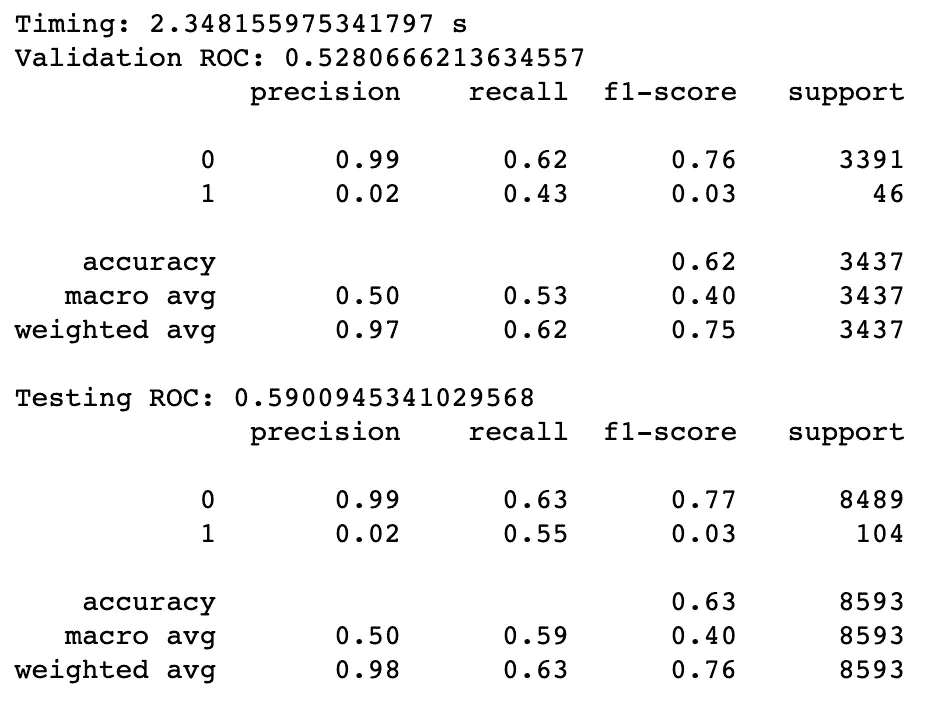 Timing: 2.348155975341797 s
Validation ROC: 0.5280666213634557
precision recall f1-score support
0 0.99 0.62 0.76 3391
1 0.02 0.43 0.03 46
accuracy 0.62 3437
macro avg 0.50 0.53 0.40 3437
weighted avg 0.97 0.62 0.75 3437
Testing ROC: 0.5900945341029568
precision recall f1-score support
0 0.99 0.63 0.77 8489
1 0.02 0.55 0.03 104
accuracy 0.63 8593
macro avg 0.50 0.59 0.40 8593
weighted avg 0.98 0.63 0.76 8593